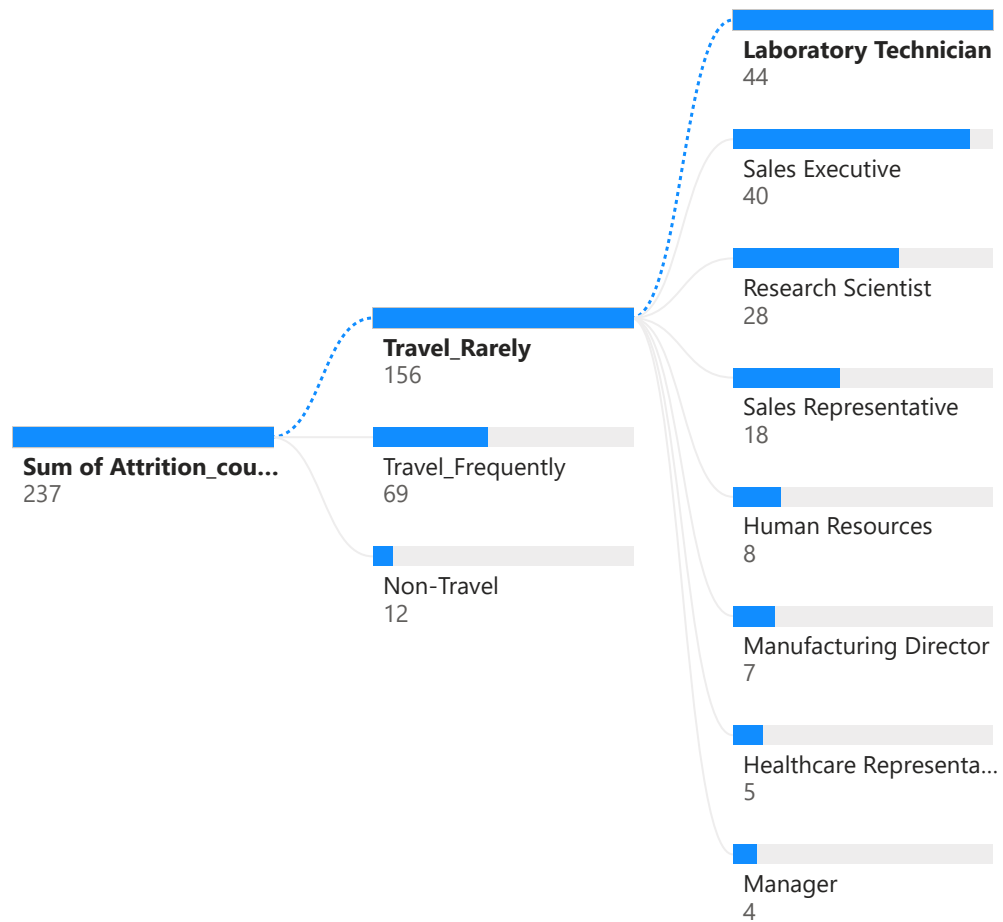 Sum of Attrition_cou...
237
Travel_Rarely
156
Travel_Frequently
69
Non-Travel
12
Laboratory Technician
44
Sales Executive
40
Research Scientist
28
Sales Representative
18
Human Resources
8
Manufacturing Director
7
Healthcare Representa...
5
Manager
4